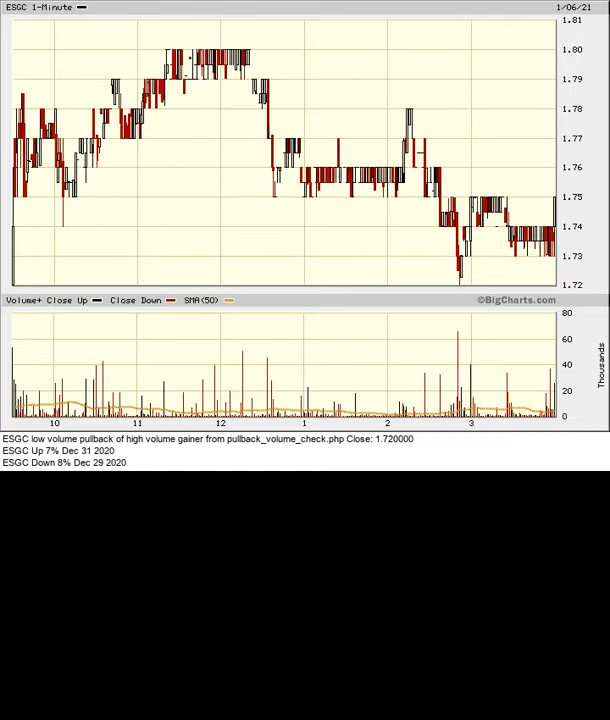 ESGC 1-Minute 1/06/21
1.81
1.80
1.79
1.78
1.77
1.76
1.75
1.74
1.73
1.72
Volume+ Close Up Close Down SMA(50) ©BigCharts.com
80
60
40
20
0
Thousands
10 11 12 1 2 3
ESGC low volume pullback of high volume gainer from pullback_volume_check.php Close: 1.720000
ESGC Up 7% Dec 31 2020
ESGC Down 8% Dec 29 2020